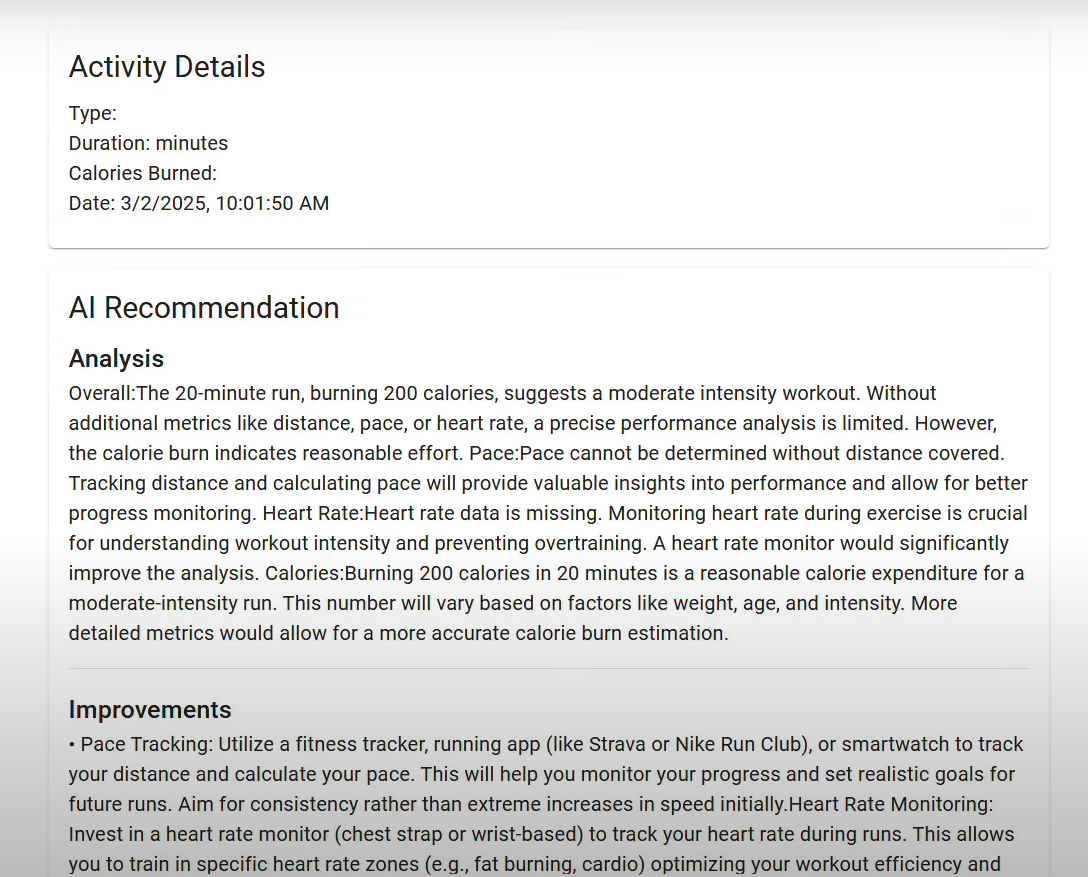 Activity Details
Type:
Duration: minutes
Calories Burned:
Date: 3/2/2025, 10:01:50 AM
AI Recommendation
Analysis
Overall:The 20-minute run, burning 200 calories, suggests a moderate intensity workout. Without
additional metrics like distance, pace, or heart rate, a precise performance analysis is limited. However,
the calorie burn indicates reasonable effort. Pace:Pace cannot be determined without distance covered.
Tracking distance and calculating pace will provide valuable insights into performance and allow for better
progress monitoring. Heart Rate:Heart rate data is missing. Monitoring heart rate during exercise is crucial
for understanding workout intensity and preventing overtraining. A heart rate monitor would significantly
improve the analysis. Calories:Burning 200 calories in 20 minutes is a reasonable calorie expenditure for a
moderate-intensity run. This number will vary based on factors like weight, age, and intensity. More
detailed metrics would allow for a more accurate calorie burn estimation.
Improvements
• Pace Tracking: Utilize a fitness tracker, running app (like Strava or Nike Run Club), or smartwatch to track
your distance and calculate your pace. This will help you monitor your progress and set realistic goals for
future runs. Aim for consistency rather than extreme increases in speed initially.Heart Rate Monitoring:
Invest in a heart rate monitor (chest strap or wrist-based) to track your heart rate during runs. This allows
you to train in specific heart rate zones (e.g., fat burning, cardio) optimizing your workout efficiency and